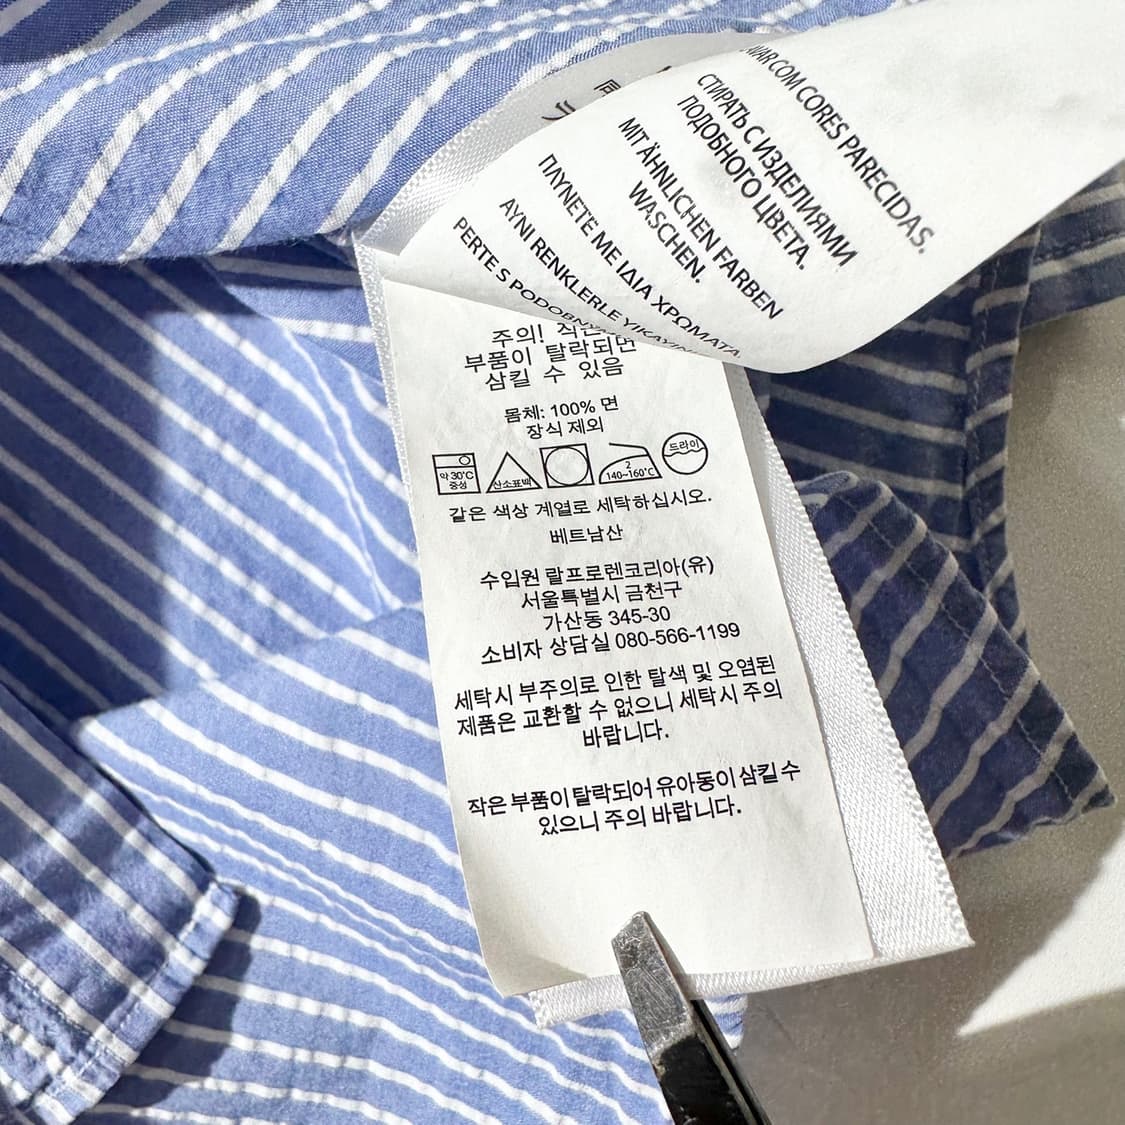 COM CORES PARECIDAS.
СТИРАТЬ С ИЗДЕЛИЯМИ
ПОДОБНОГО ЦВЕТА.
MIT ÄHNLICHEN FARBEN
WASCHEN.
ΠΛΥΝΕΤΕ ΜΕ ΙΔΙΑ ΧΡΩΜΑΤΑ.
AYNI RENKLERLE
PERTE S
주의!
부품이 탈락되면
삼킬 수 있음
몸체: 100% 면
장식 제외
약 30℃
중성
산소표백
2
140~160℃
드라이
같은 색상 계열로 세탁하십시오.
베트남산
수입원 랄프로렌코리아(유)
서울특별시 금천구
가산동 345-30
소비자 상담실 080-566-1199
세탁시 부주의로 인한 탈색 및 오염된
제품은 교환할 수 없으니 세탁시 주의
바랍니다.
작은 부품이 탈락되어 유아동이 삼킬 수
있으니 주의 바랍니다.